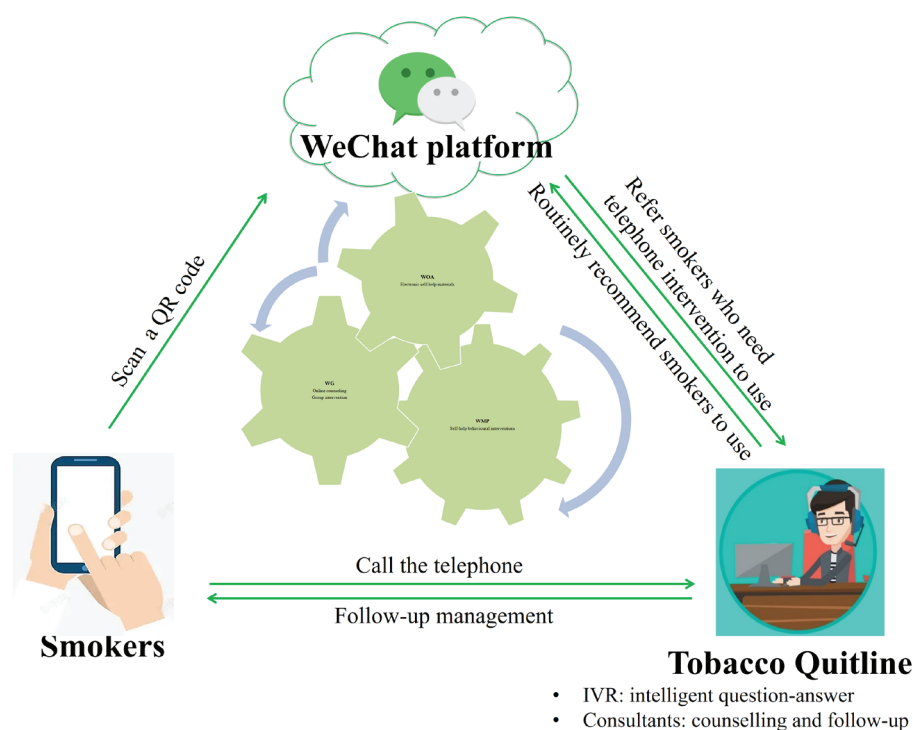 WeChat platform
Scan a QR code
Refer smokers who need
telephone intervention to use
Routinely recommend smokers to use
WOA
Electronic self-help materials
WG
Online counseling
Group intervention
WMP
Self-help behavioral interventions
Call the telephone
Follow-up management
Smokers
Tobacco Quitline
• IVR: intelligent question-answer
• Consultants: counselling and follow-up